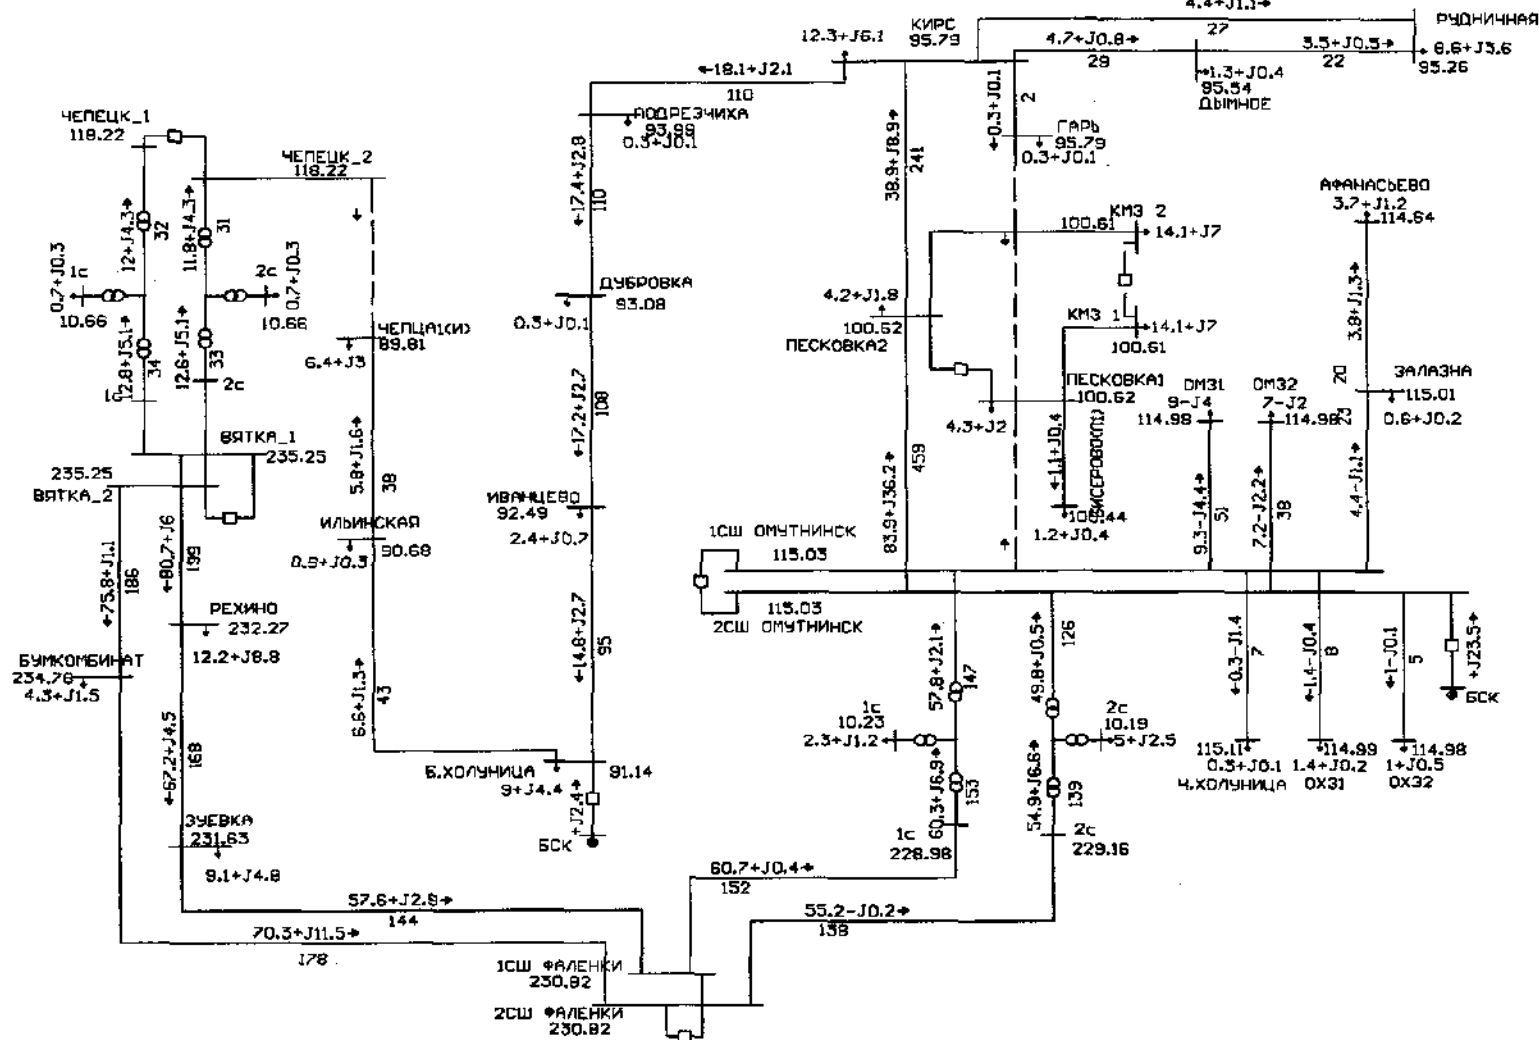 4.4+J1.1→
РУДНИЧНАЯ
27
КИРС
95.79
12.3+J6.1
4.7+J0.8→
29
3.5+J0.5→
22
8.6+J3.6
95.26
1.3+J0.4
95.54
ДЫМНОЕ
←18.1+J2.1
110
←0.3+J0.1
2
ЧЕПЕЦК_1
118.22
ПОДРЕЗЧИХА
93.99
0.3+J0.1
ГАРЬ
95.79
0.3+J0.1
ЧЕПЕЦК_2
118.22
←17.4+J2.8
110
38.9+J8.9→
241
АФАНАСЬЕВО
3.7+J1.2
114.64
12+J4.3→
32
11.8+J4.3→
31
КМЗ 2
100.61
14.1+J7
1с
0.7+J0.3
10.66
2с
0.7+J0.3
10.66
ДУБРОВКА
93.08
0.3+J0.1
4.2+J1.8
100.62
ПЕСКОВКА2
КМЗ 1
14.1+J7
100.61
3.8+J1.3→
20
ЧЕПЦА1(И)
89.81
6.4+J3
12.8+J5.1→
34
12.6+J5.1→
33
1с
2с
ПЕСКОВКА1
100.62
4.3+J2
ОМЗ1
9-J4
114.98
ОМЗ2
7-J2
114.98
ЗАЛАЗНА
115.01
0.6+J0.2
23
←17.2+J2.7
108
←1.1+J0.4
БИСЕРОВО(П1)
100.44
1.2+J0.4
ВЯТКА_1
235.25
235.25
ВЯТКА_2
5.8+J1.6→
38
83.9+J36.2→
459
9.3-J4.4→
51
7.2-J2.2→
38
4.4-J1.1→
ИВАНЦЕВО
92.49
2.4+J0.7
ИЛЬИНСКАЯ
90.68
0.9+J0.3
1СШ ОМУТНИНСК
115.03
115.03
2СШ ОМУТНИНСК
←75.8+J1.1
186
←80.7+J6
199
РЕХИНО
232.27
12.2+J8.8
←14.8+J2.7
95
57.8+J2.1→
147
49.8+J0.5→
126
←0.3-J1.4
7
←1.4-J0.4
8
←1-J0.1
5
+J23.5→
БСК
БУМКОМБИНАТ
234.78
4.3+J1.5
6.6+J1.3→
43
1с
10.23
2.3+J1.2
2с
10.19
5+J2.5
115.11
0.3+J0.1
Ч.ХОЛУНИЦА
114.99
1.4+J0.2
ОХЗ1
114.98
1+J0.5
ОХЗ2
←67.2+J4.5
168
Б.ХОЛУНИЦА
9+J4.4
91.14
+J2.4→
БСК
60.3+J6.9→
153
54.9+J6.6→
139
1с
228.98
2с
229.16
ЗУЕВКА
231.63
9.1+J4.8
60.7+J0.4→
152
57.6+J2.9→
144
55.2-J0.2→
138
70.3+J11.5→
178
1СШ ФАЛЕНКИ
230.82
2СШ ФАЛЕНКИ
230.82